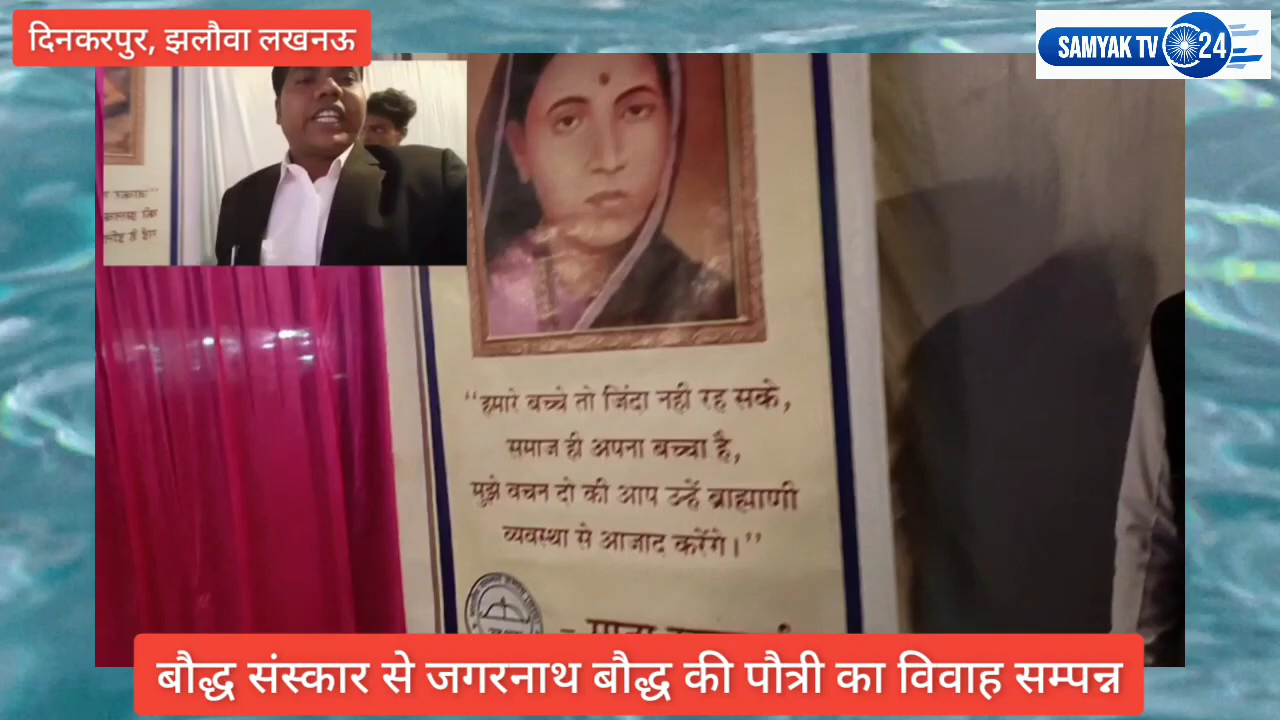 दिनकरपुर, झलौवा लखनऊ
SAMYAK TV 24
"हमारे बच्चे तो जिंदा नही रह सके,
समाज ही अपना बच्चा है,
मुझे वचन दो की आप उन्हें ब्राह्माणी
व्यवस्था से आजाद करेंगे।"
बौद्ध संस्कार से जगरनाथ बौद्ध की पौत्री का विवाह सम्पन्न